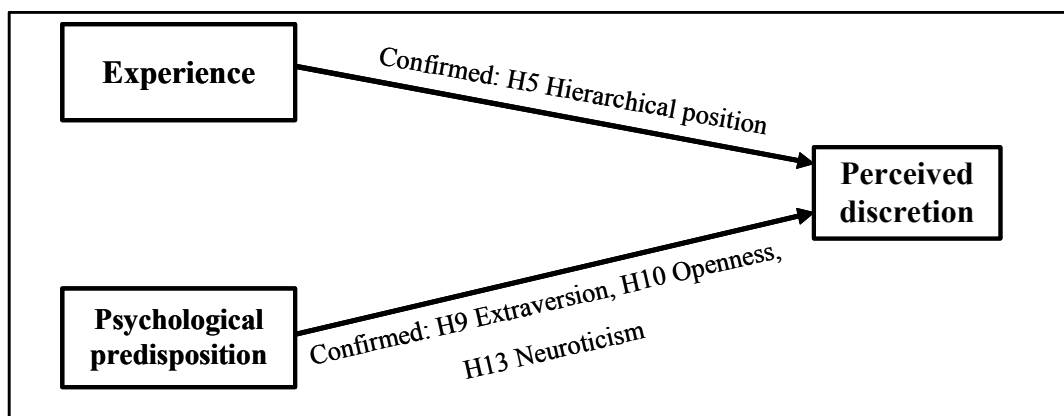 Experience
Confirmed: H5 Hierarchical position
Perceived
discretion
Psychological
predisposition
Confirmed: H9 Extraversion, H10 Openness,
H13 Neuroticism